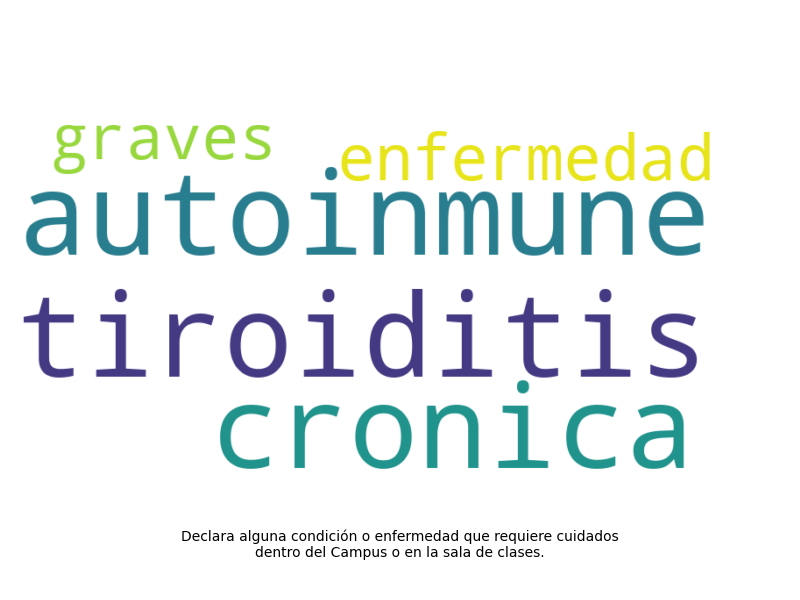 graves enfermedad
autoinmune
tiroiditis
cronica
Declara alguna condición o enfermedad que requiere cuidados
dentro del Campus o en la sala de clases.